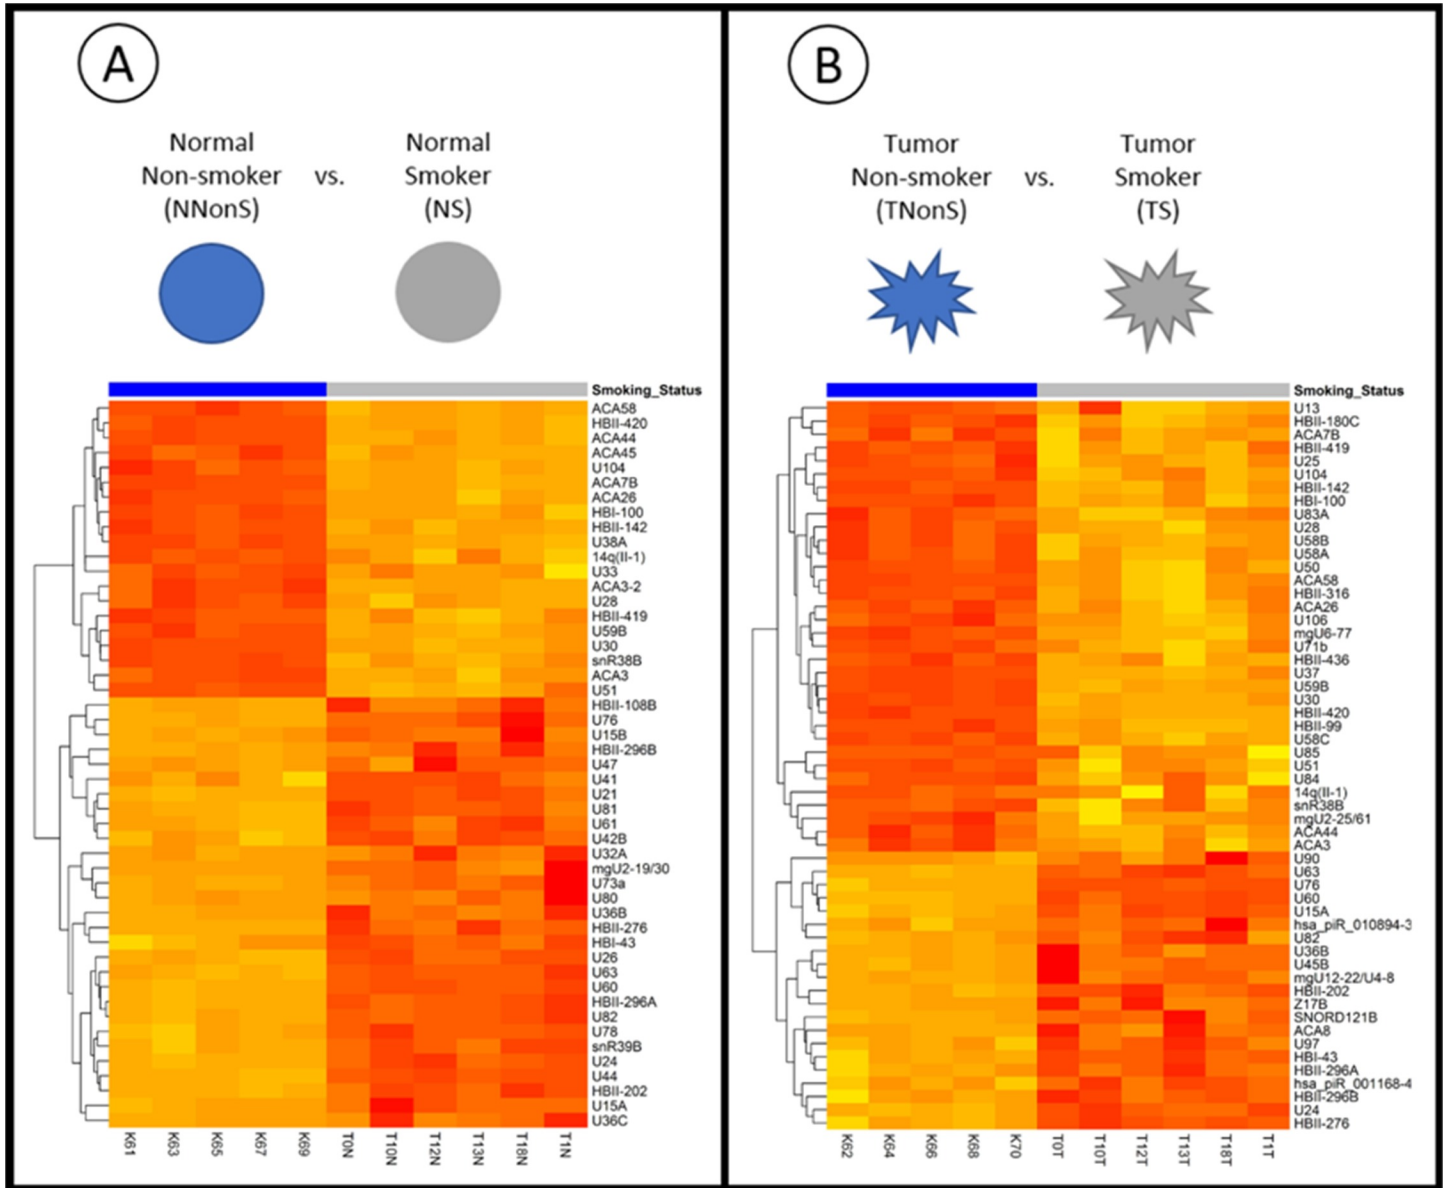 A
Normal
Non-smoker
(NNonS)
vs.
Normal
Smoker
(NS)
Smoking_Status
ACA58
HBII-420
ACA44
ACA45
U104
ACA7B
ACA26
HBI-100
HBII-142
U38A
14q(II-1)
U33
ACA3-2
U28
HBII-419
U59B
U30
snR38B
ACA3
U51
HBII-108B
U76
U15B
HBII-296B
U47
U41
U21
U81
U61
U42B
U32A
mgU2-19/30
U73a
U80
U36B
HBII-276
HBI-43
U26
U63
U60
HBII-296A
U82
U78
snR39B
U24
U44
HBII-202
U15A
U36C
K61 K63 K65 K67 K69 T0N T10N T12N T13N T18N T1N
B
Tumor
Non-smoker
(TNonS)
vs.
Tumor
Smoker
(TS)
Smoking_Status
U13
HBII-180C
ACA7B
HBII-419
U25
U104
HBII-142
HBI-100
U83A
U28
U58B
U58A
U50
ACA58
HBII-316
ACA26
U106
mgU6-77
U71b
HBII-436
U37
U59B
U30
HBII-420
HBII-99
U58C
U85
U51
U84
14q(II-1)
snR38B
mgU2-25/61
ACA44
ACA3
U90
U63
U76
U60
U15A
hsa_piR_010894-3
U82
U36B
U45B
mgU12-22/U4-8
HBII-202
Z17B
SNORD121B
ACA8
U97
HBI-43
HBII-296A
hsa_piR_001168-4
HBII-296B
U24
HBII-276
K62 K64 K66 K68 K70 T0T T10T T12T T13T T18T T1T